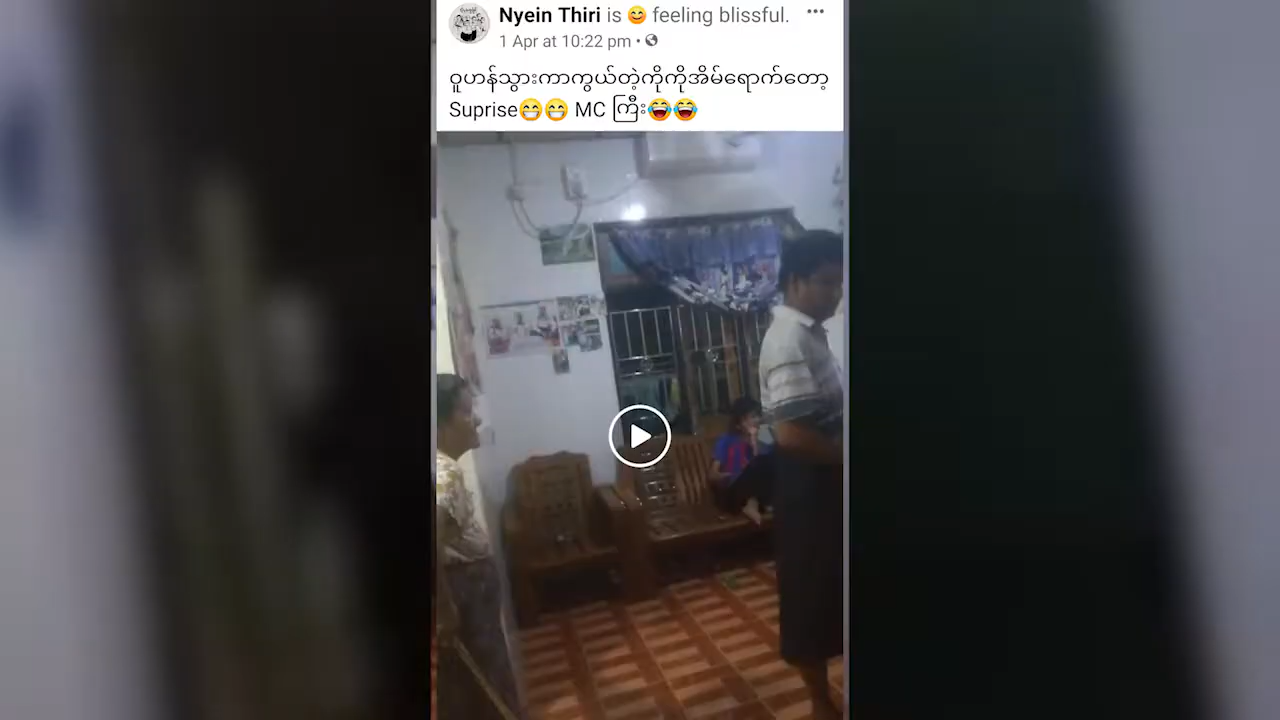 Nyein Thiri is 😊 feeling blissful.
1 Apr at 10:22 pm •
ဝူဟန်သွားကာကွယ်တဲ့ကိုကိုအိမ်ရောက်တော့
Suprise😁😁 MC ကြီး😂😂